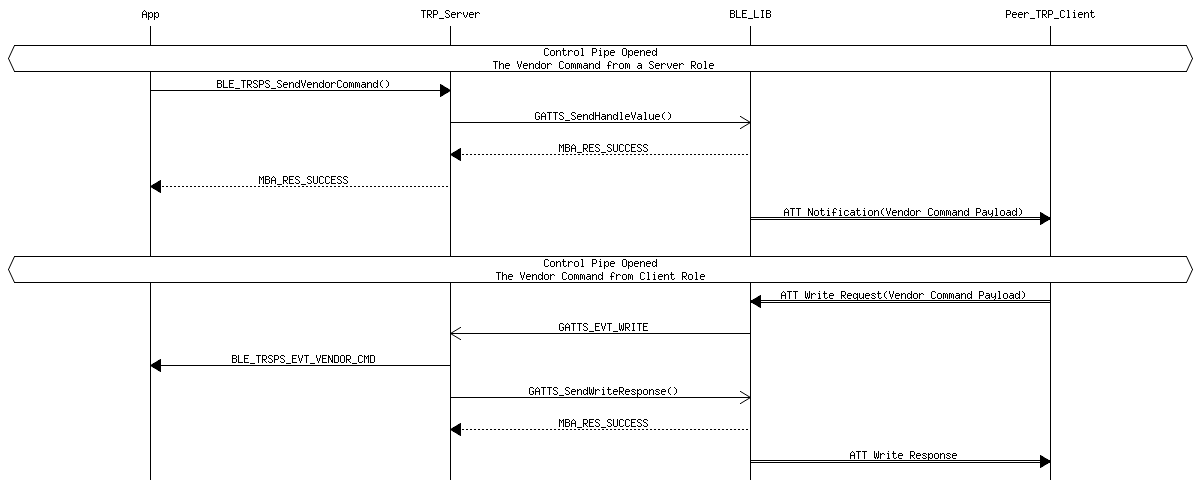 App
TRP_Server
BLE_LIB
Peer_TRP_Client
Control Pipe Opened
The Vendor Command from a Server Role
BLE_TRSPS_SendVendorCommand()
GATTS_SendHandleValue()
MBA_RES_SUCCESS
MBA_RES_SUCCESS
ATT Notification(Vendor Command Payload)
Control Pipe Opened
The Vendor Command from Client Role
ATT Write Request(Vendor Command Payload)
GATTS_EVT_WRITE
BLE_TRSPS_EVT_VENDOR_CMD
GATTS_SendWriteResponse()
MBA_RES_SUCCESS
ATT Write Response